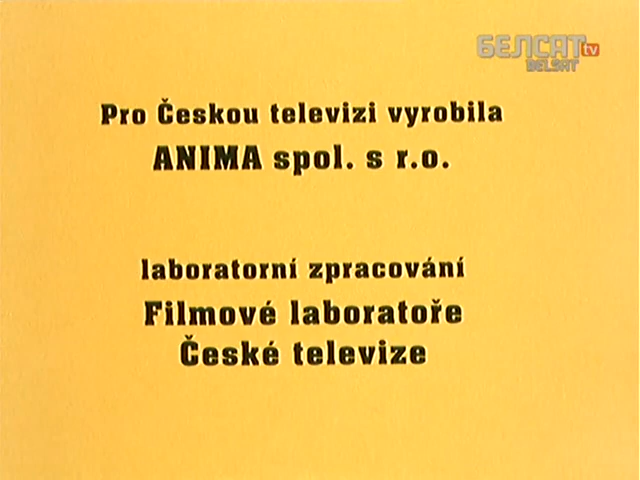 БЕЛСАТ tv
BELSAT
Pro Českou televizi vyrobila
ANIMA spol. s r.o.
laboratorní zpracování
Filmové laboratoře
České televize